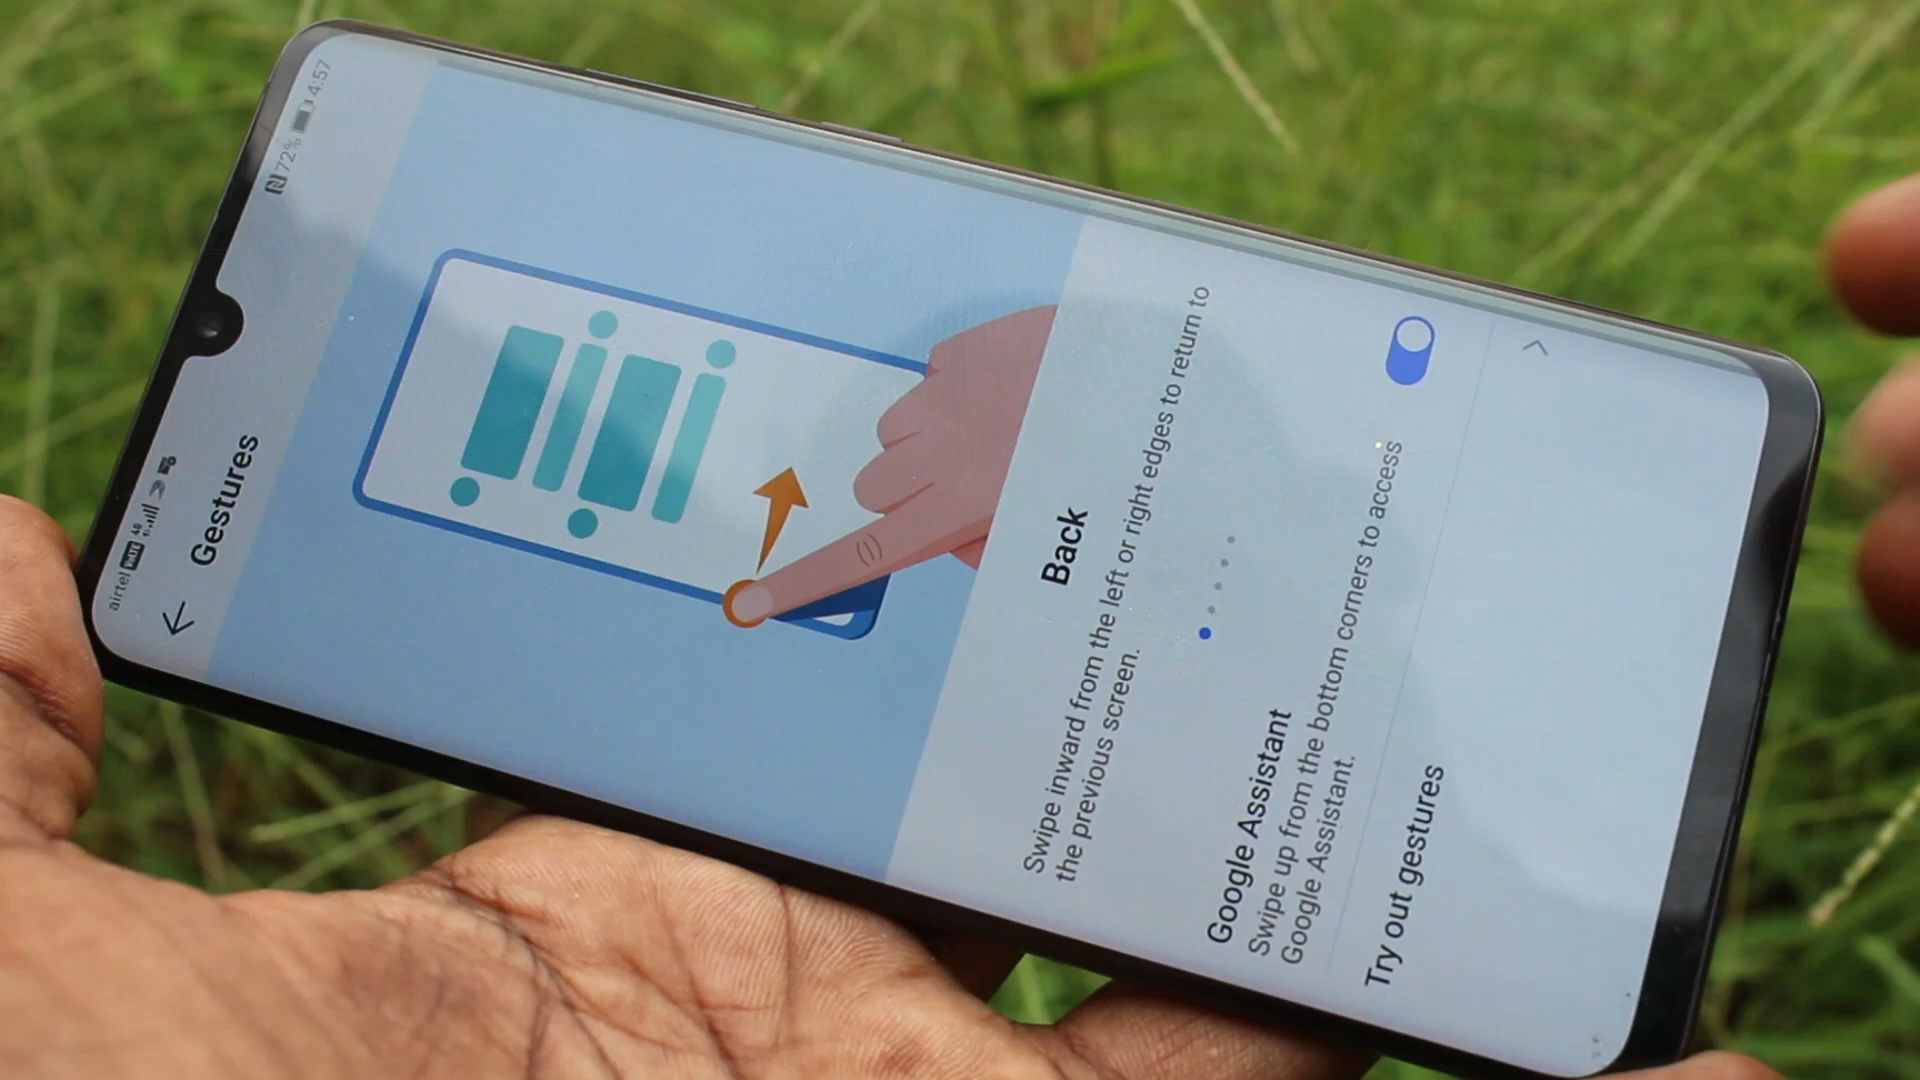 airtel VoLTE 4G
72% 4:57
Gestures
Back
Swipe inward from the left or right edges to return to
the previous screen.
Google Assistant
Swipe up from the bottom corners to access
Google Assistant.
Try out gestures